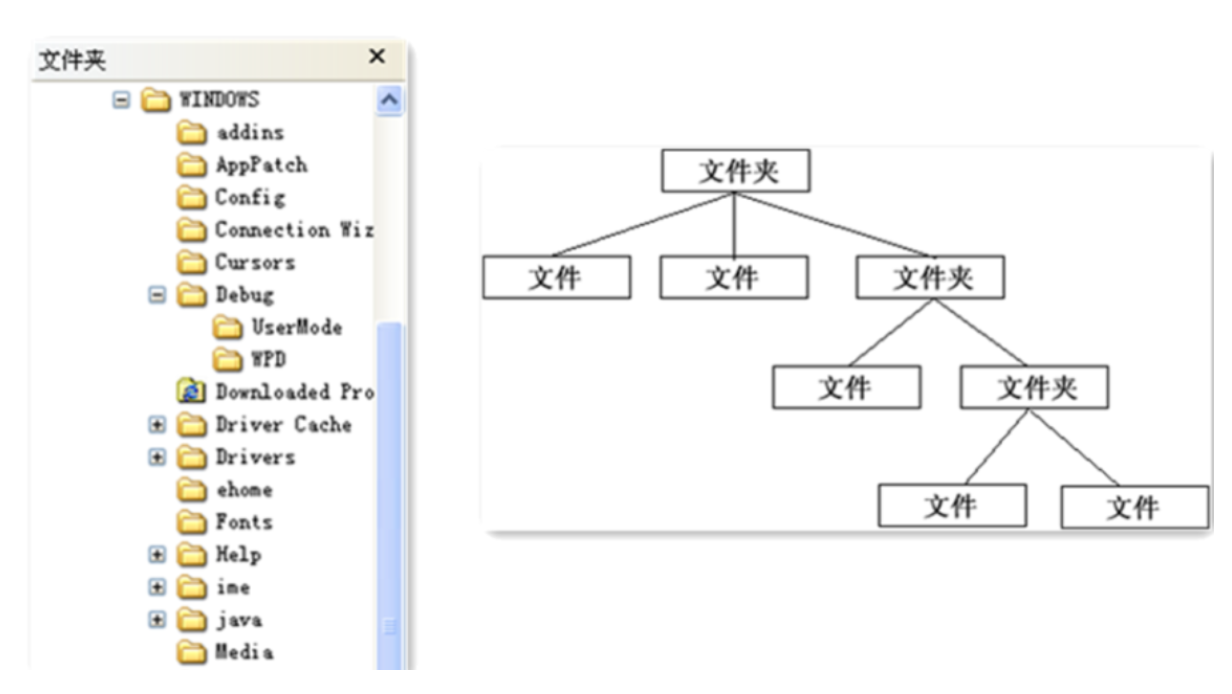 文件夹
WINDOWS
addins
AppPatch
Config
Connection Wiz
Cursors
Debug
UserMode
WPD
Downloaded Pro
Driver Cache
Drivers
ehome
Fonts
Help
ime
java
Media
文件夹
文件 文件 文件夹
文件 文件夹
文件 文件